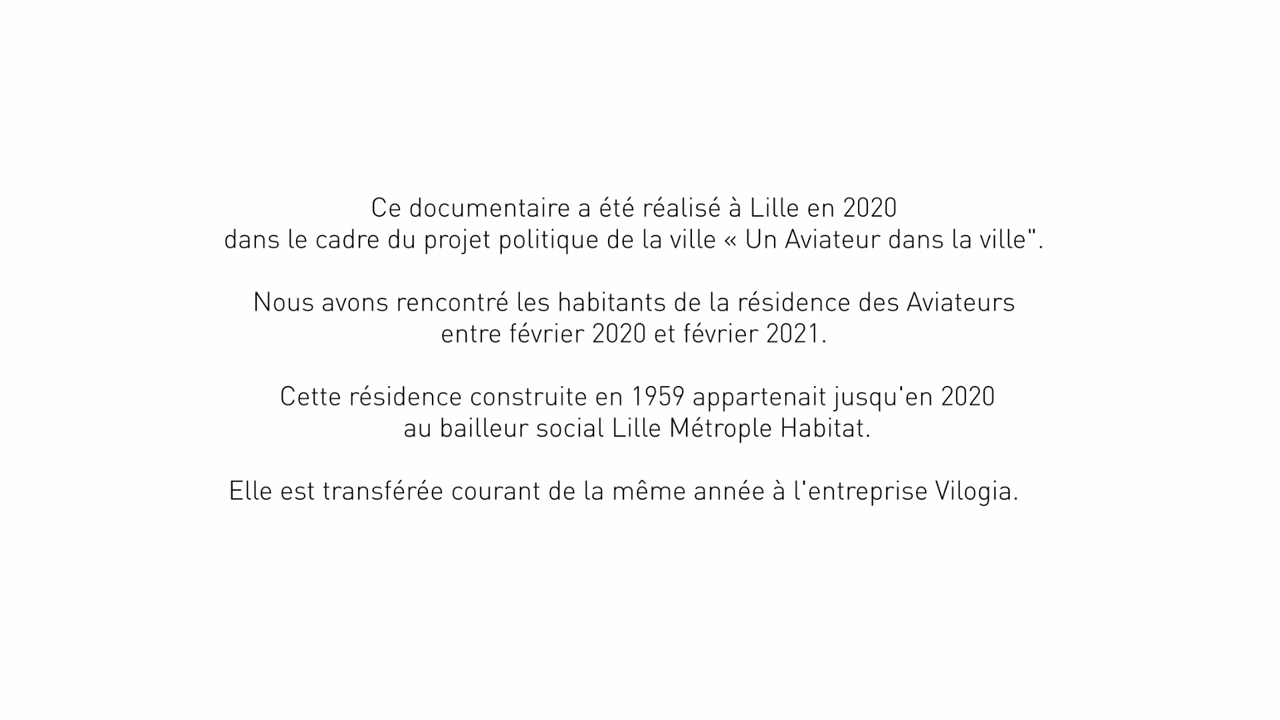 Ce documentaire a été réalisé à Lille en 2020
dans le cadre du projet politique de la ville « Un Aviateur dans la ville".
Nous avons rencontré les habitants de la résidence des Aviateurs
entre février 2020 et février 2021.
Cette résidence construite en 1959 appartenait jusqu'en 2020
au bailleur social Lille Métrople Habitat.
Elle est transférée courant de la même année à l'entreprise Vilogia.